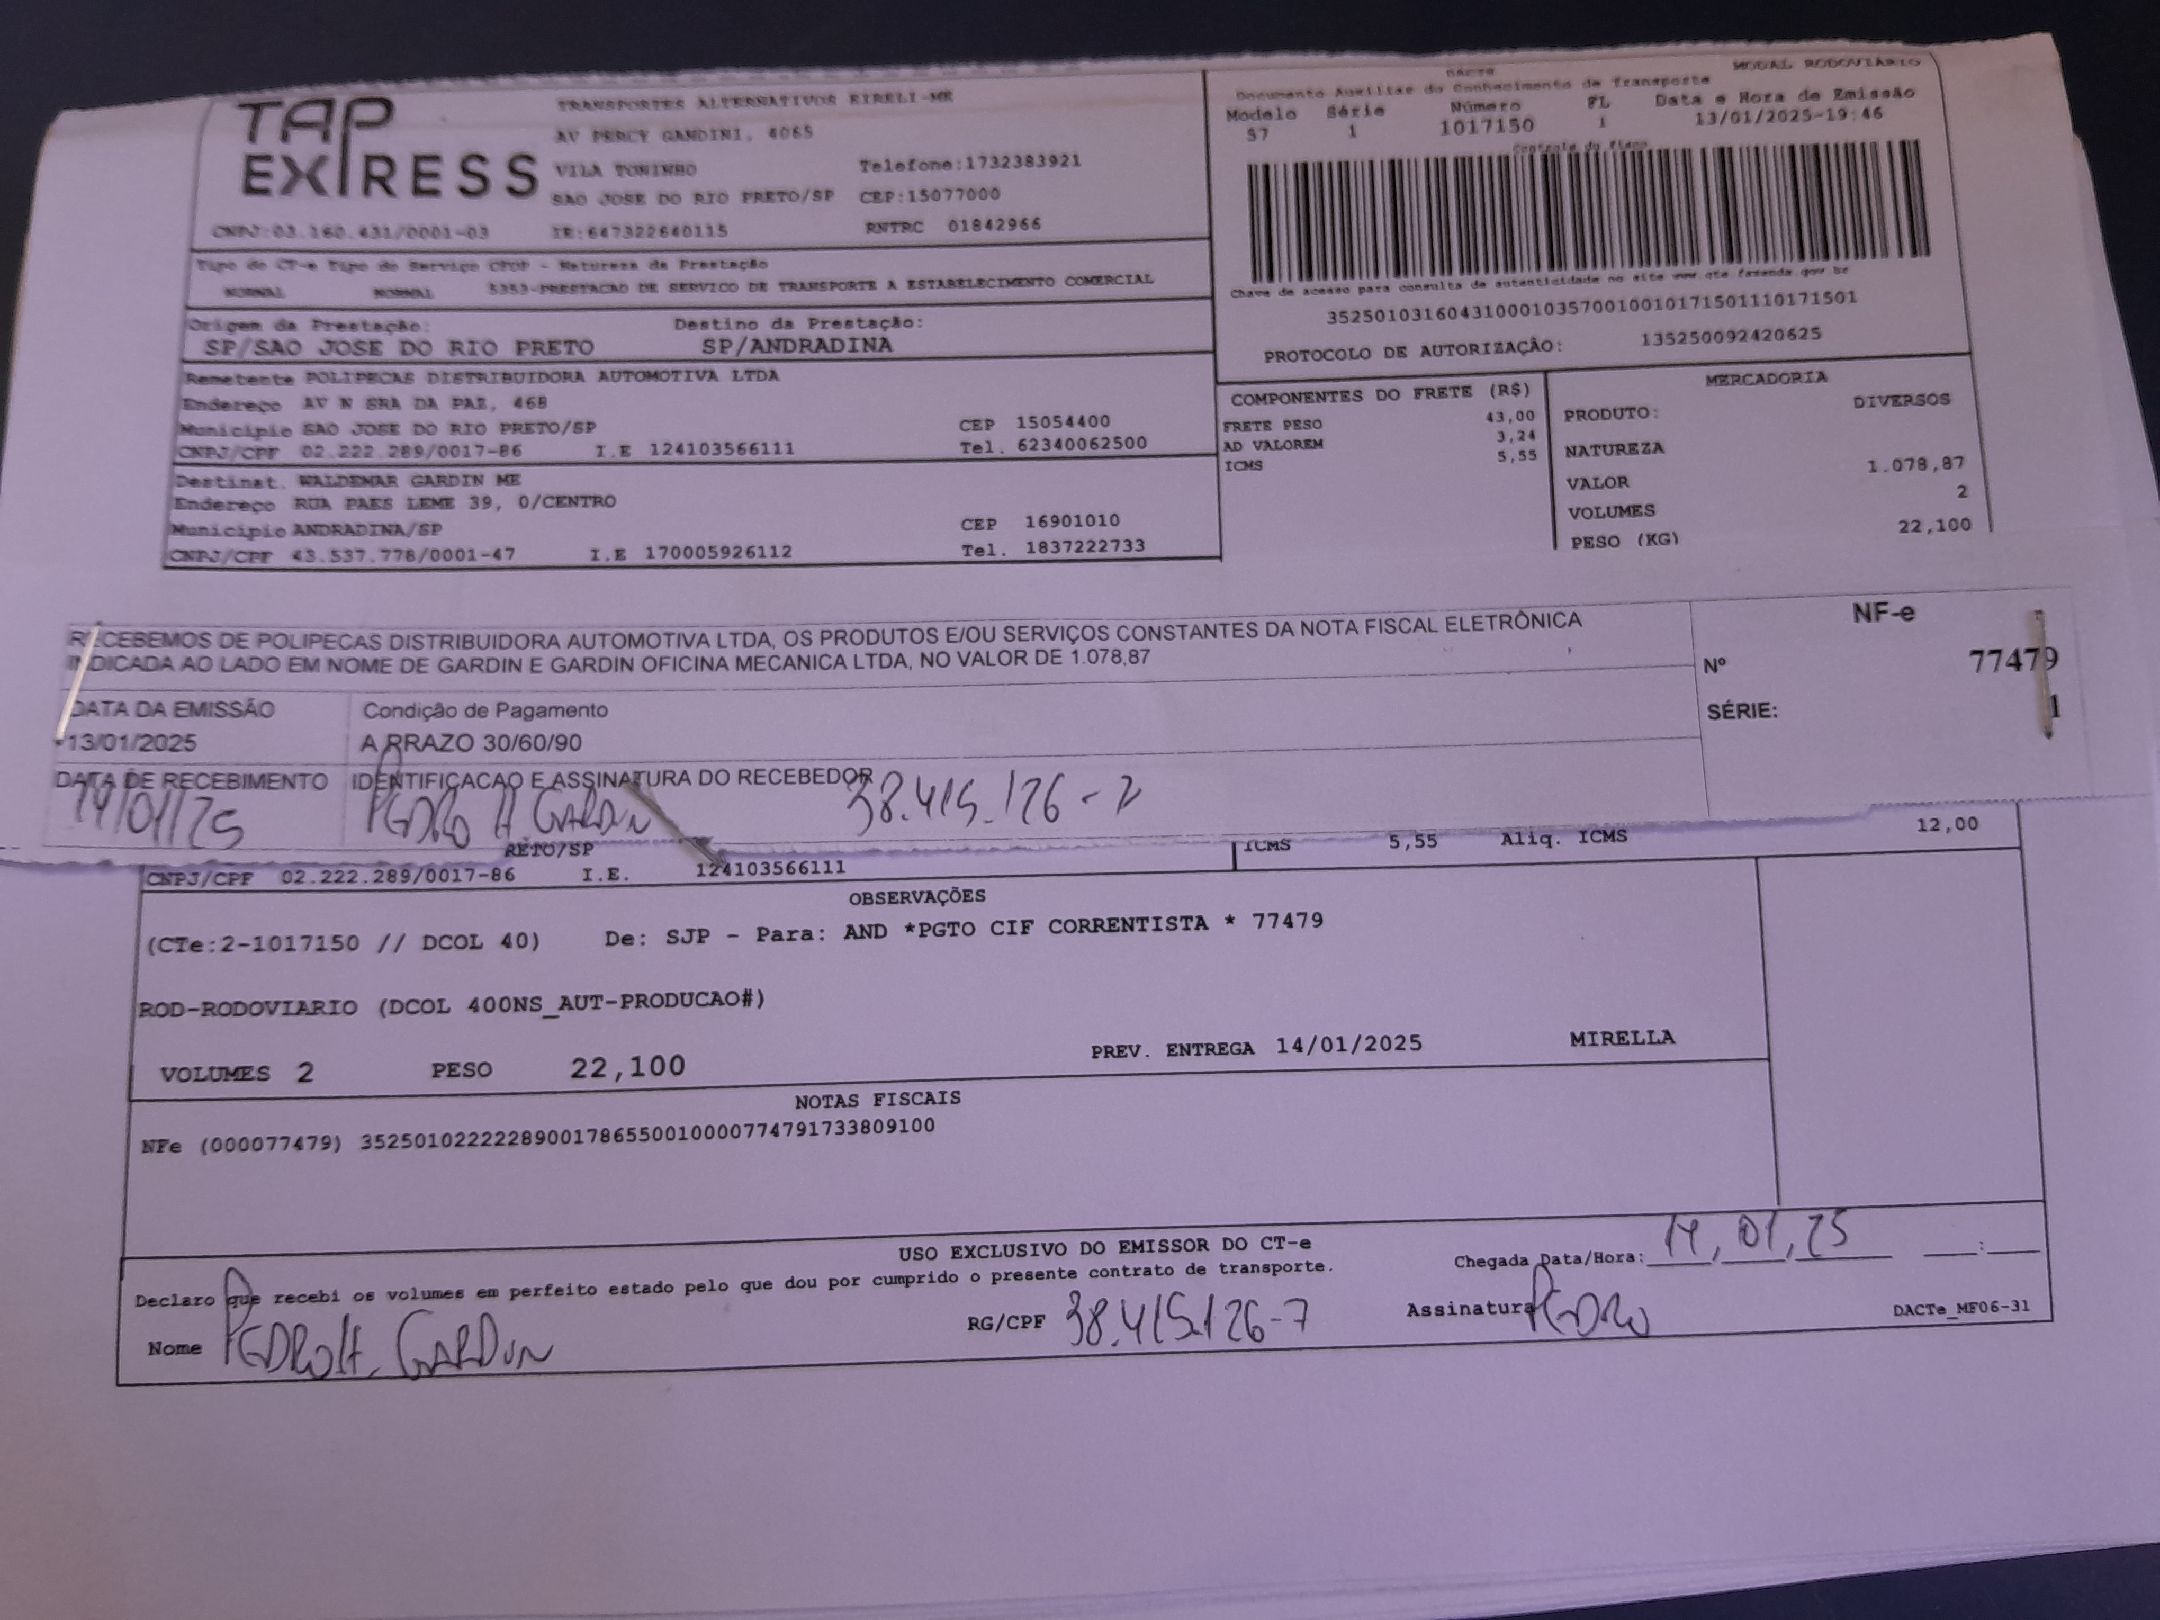 TAP EXPRESS
TRANSPORTES ALTERNATIVOS EIRELI-ME
AV PERCY GANDINI, 4065
VILA TONINHO Telefone:1732383921
SAO JOSE DO RIO PRETO/SP CEP:15077000
CNPJ:03.160.431/0001-03 IE:647322640115 RNTRC 01842966
DACTE MODAL RODOVIÁRIO
Documento Auxiliar do Conhecimento de Transporte
Modelo Série Número FL Data e Hora de Emissão
57 1 1017150 1 13/01/2025-19:46
Controle do Fisco
Chave de acesso para consulta de autenticidade no site www.cte.fazenda.gov.br
35250103160431000103570010010171501110171501
PROTOCOLO DE AUTORIZAÇÃO: 135250092420625
Tipo do CT-e Tipo do Serviço CFOP - Natureza da Prestação
NORMAL NORMAL 5353-PRESTACAO DE SERVICO DE TRANSPORTE A ESTABELECIMENTO COMERCIAL
Origem da Prestação: Destino da Prestação:
SP/SAO JOSE DO RIO PRETO SP/ANDRADINA
Remetente POLIPECAS DISTRIBUIDORA AUTOMOTIVA LTDA
Endereço AV N SRA DA PAZ, 468
Município SAO JOSE DO RIO PRETO/SP CEP 15054400
CNPJ/CPF 02.222.289/0017-86 I.E 124103566111 Tel. 62340062500
Destinat. WALDEMAR GARDIN ME
Endereço RUA PAES LEME 39, 0/CENTRO
Município ANDRADINA/SP CEP 16901010
CNPJ/CPF 43.537.778/0001-47 I.E 170005926112 Tel. 1837222733
COMPONENTES DO FRETE (R$)
FRETE PESO 43,00
AD VALOREM 3,24
ICMS 5,55
MERCADORIA
PRODUTO: DIVERSOS
NATUREZA
VALOR 1.078,87
VOLUMES 2
PESO (KG) 22,100
RECEBEMOS DE POLIPECAS DISTRIBUIDORA AUTOMOTIVA LTDA, OS PRODUTOS E/OU SERVIÇOS CONSTANTES DA NOTA FISCAL ELETRÔNICA
INDICADA AO LADO EM NOME DE GARDIN E GARDIN OFICINA MECANICA LTDA, NO VALOR DE 1.078,87
NF-e
Nº 77479
SÉRIE: 1
DATA DA EMISSÃO Condição de Pagamento
13/01/2025 A PRAZO 30/60/90
DATA DE RECEBIMENTO IDENTIFICACAO E ASSINATURA DO RECEBEDOR
14/01/25 PEDRO H GARDIN 38.415.126-7
RETO/SP ICMS 5,55 Aliq. ICMS 12,00
CNPJ/CPF 02.222.289/0017-86 I.E. 124103566111
OBSERVAÇÕES
(CTe:2-1017150 // DCOL 40) De: SJP - Para: AND *PGTO CIF CORRENTISTA * 77479
ROD-RODOVIARIO (DCOL 400NS_AUT-PRODUCAO#)
VOLUMES 2 PESO 22,100 PREV. ENTREGA 14/01/2025 MIRELLA
NOTAS FISCAIS
NFe (000077479) 35250102222289001786550010000774791733809100
USO EXCLUSIVO DO EMISSOR DO CT-e
Declaro que recebi os volumes em perfeito estado pelo que dou por cumprido o presente contrato de transporte.
Chegada Data/Hora: 14,01,25 :
Nome PEDRO H. GARDIN RG/CPF 38.415.126-7 Assinatura PEDRO DACTe_MF06-31